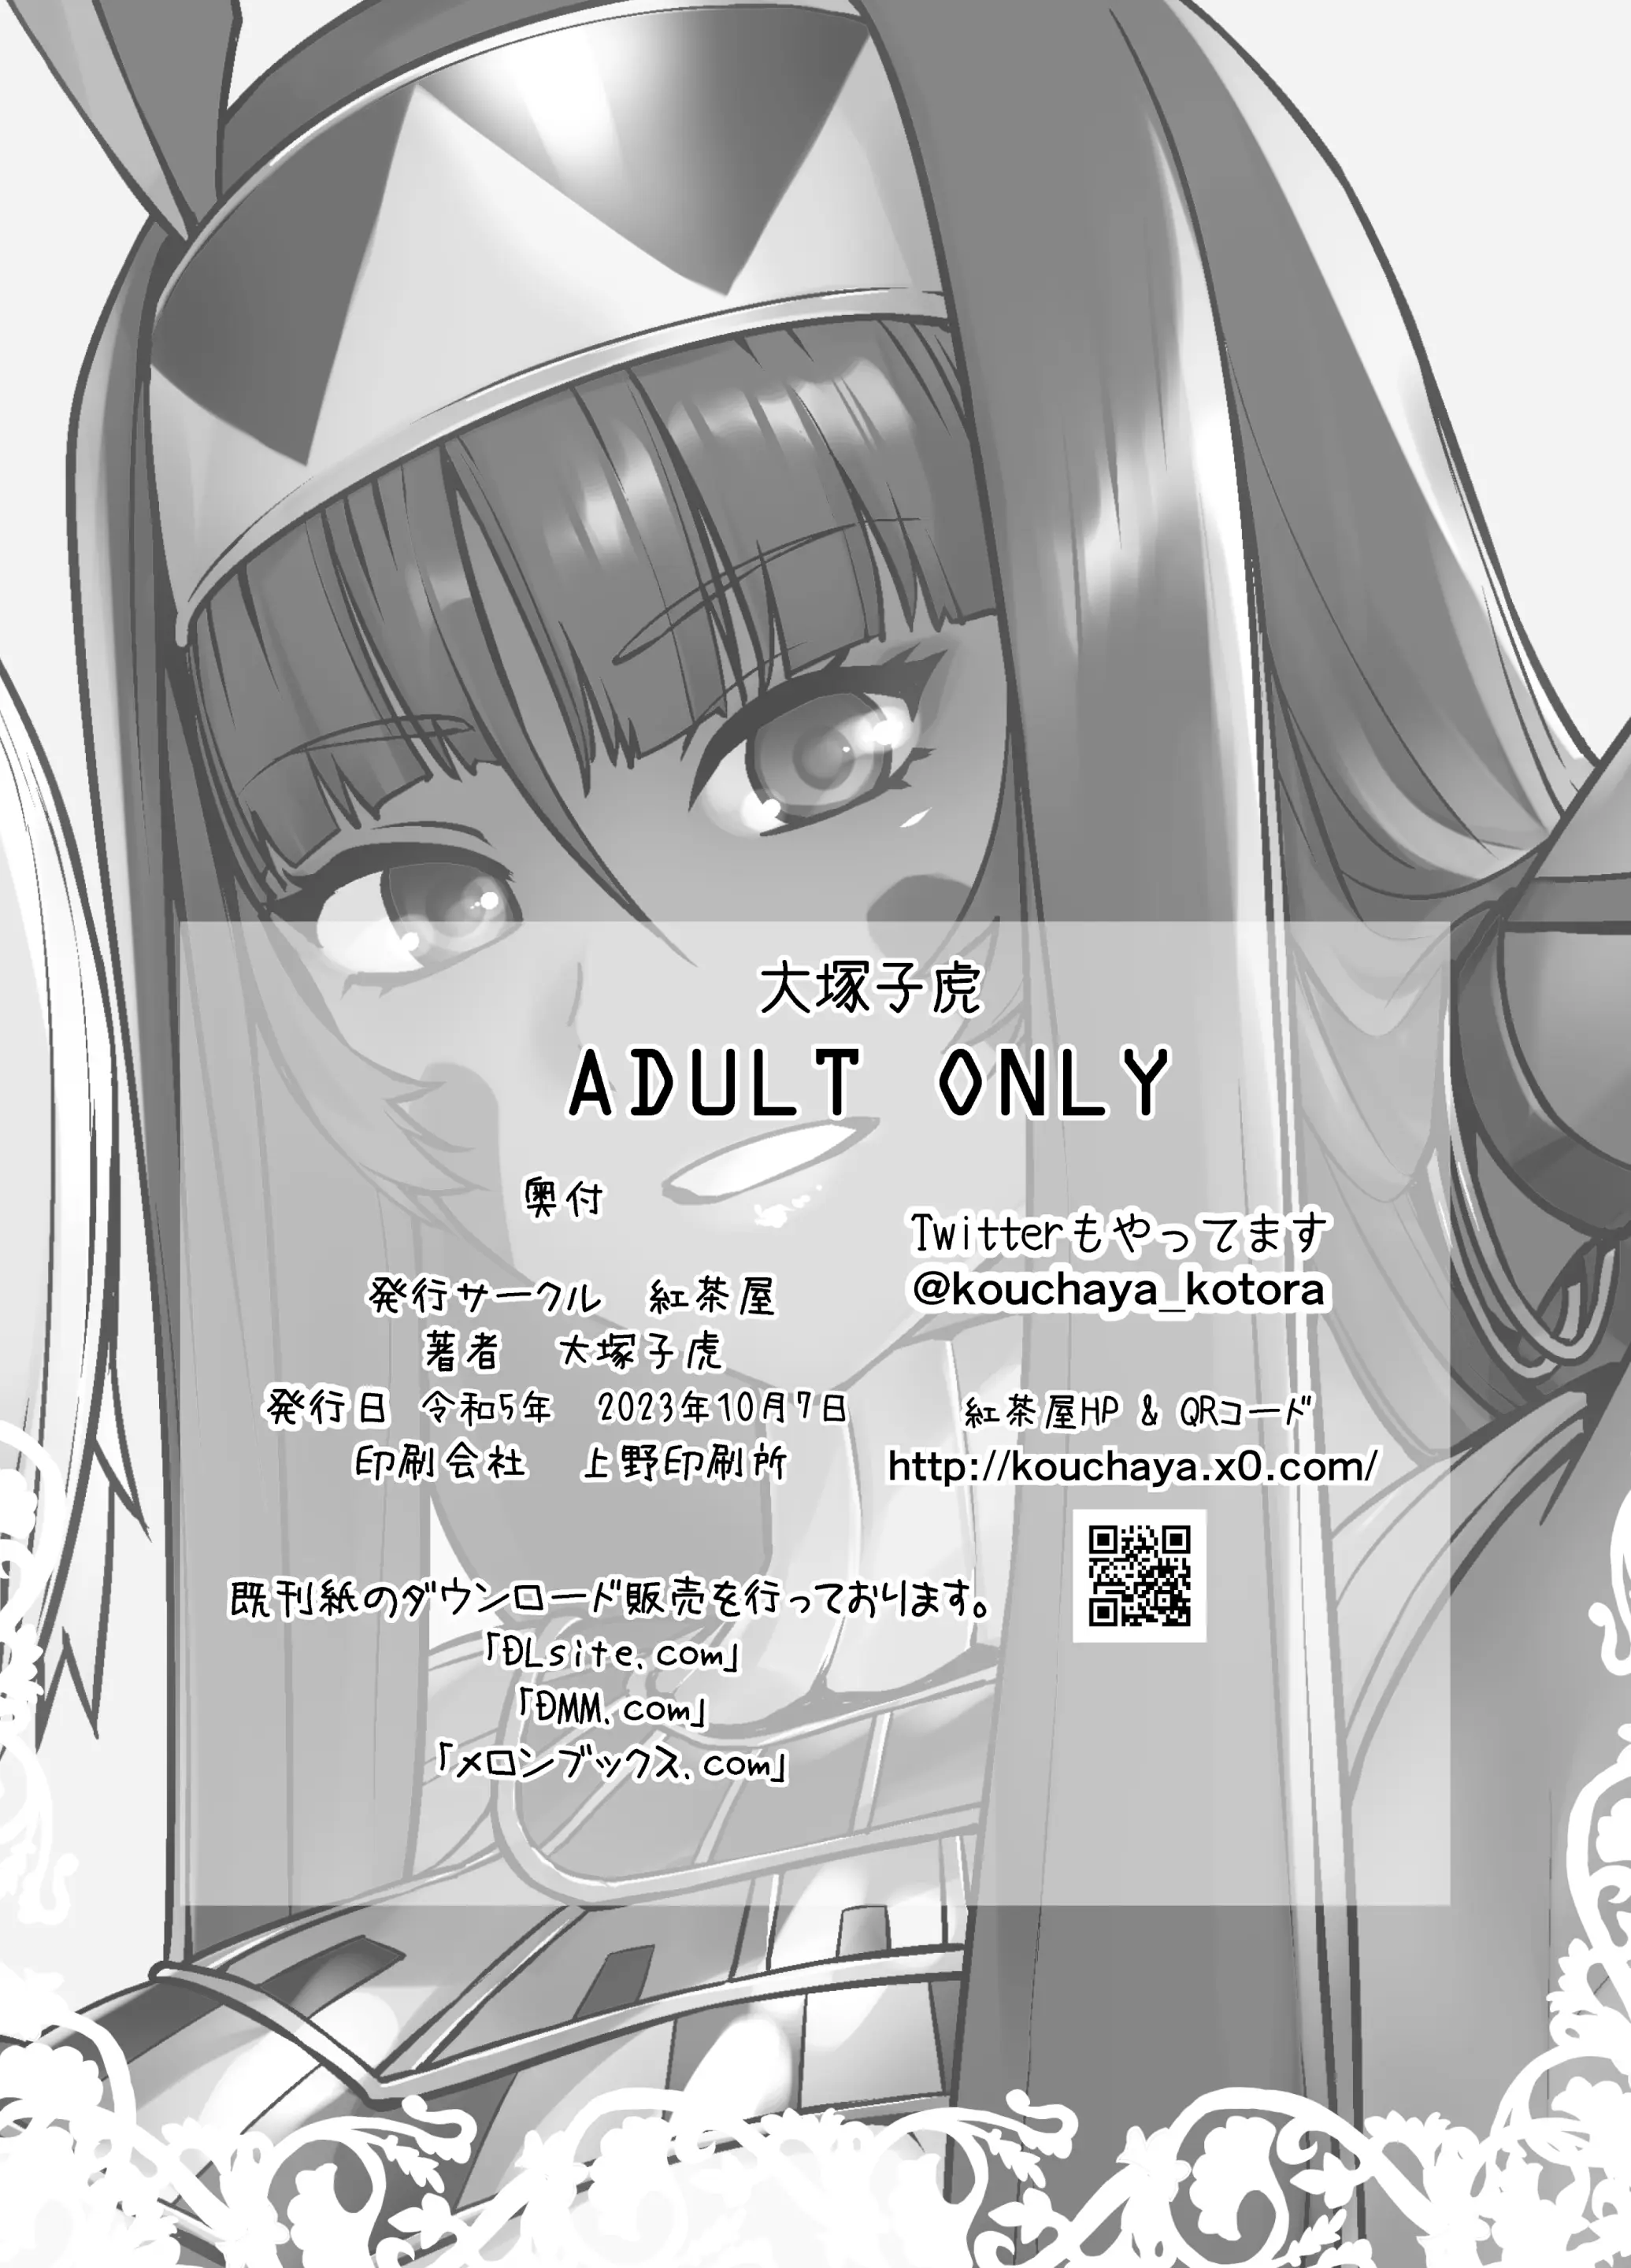 大塚子虎
ADULT ONLY
奥付
発行サークル 紅茶屋
著者 大塚子虎
発行日 令和5年 2023年10月7日
印刷会社 上野印刷所
Twitterもやってます
@kouchaya_kotora
紅茶屋HP & QRコード
http://kouchaya.x0.com/
既刊紙のダウンロード販売を行っております。
「DLsite.com」
「DMM.com」
「メロンブックス.com」